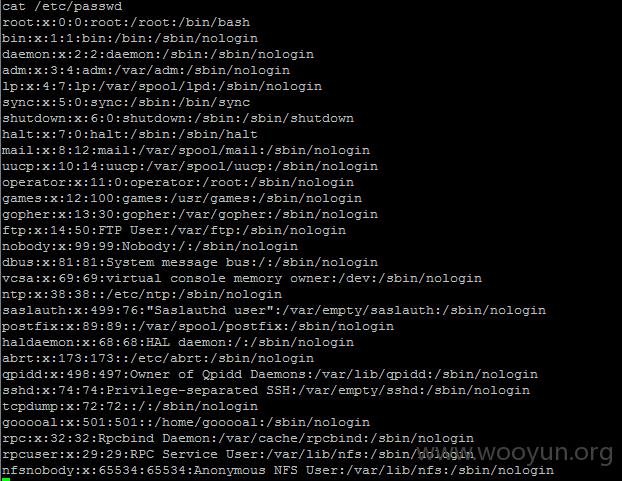 cat /etc/passwd
root:x:0:0:root:/root:/bin/bash
bin:x:1:1:bin:/bin:/sbin/nologin
daemon:x:2:2:daemon:/sbin:/sbin/nologin
adm:x:3:4:adm:/var/adm:/sbin/nologin
lp:x:4:7:lp:/var/spool/lpd:/sbin/nologin
sync:x:5:0:sync:/sbin:/bin/sync
shutdown:x:6:0:shutdown:/sbin:/sbin/shutdown
halt:x:7:0:halt:/sbin:/sbin/halt
mail:x:8:12:mail:/var/spool/mail:/sbin/nologin
uucp:x:10:14:uucp:/var/spool/uucp:/sbin/nologin
operator:x:11:0:operator:/root:/sbin/nologin
games:x:12:100:games:/usr/games:/sbin/nologin
gopher:x:13:30:gopher:/var/gopher:/sbin/nologin
ftp:x:14:50:FTP User:/var/ftp:/sbin/nologin
nobody:x:99:99:Nobody:/:/sbin/nologin
dbus:x:81:81:System message bus:/:/sbin/nologin
vcsa:x:69:69:virtual console memory owner:/dev:/sbin/nologin
ntp:x:38:38::/etc/ntp:/sbin/nologin
saslauth:x:499:76:"Saslauthd user":/var/empty/saslauth:/sbin/nologin
postfix:x:89:89::/var/spool/postfix:/sbin/nologin
haldaemon:x:68:68:HAL daemon:/:/sbin/nologin
abrt:x:173:173::/etc/abrt:/sbin/nologin
qpidd:x:498:497:Owner of Qpidd Daemons:/var/lib/qpidd:/sbin/nologin
sshd:x:74:74:Privilege-separated SSH:/var/empty/sshd:/sbin/nologin
tcpdump:x:72:72::/:/sbin/nologin
gooooal:x:501:501::/home/gooooal:/sbin/nologin
rpc:x:32:32:Rpcbind Daemon:/var/cache/rpcbind:/sbin/nologin
rpcuser:x:29:29:RPC Service User:/var/lib/nfs:/sbin/nologin
nfsnobody:x:65534:65534:Anonymous NFS User:/var/lib/nfs:/sbin/nologin
www.wooyun.org